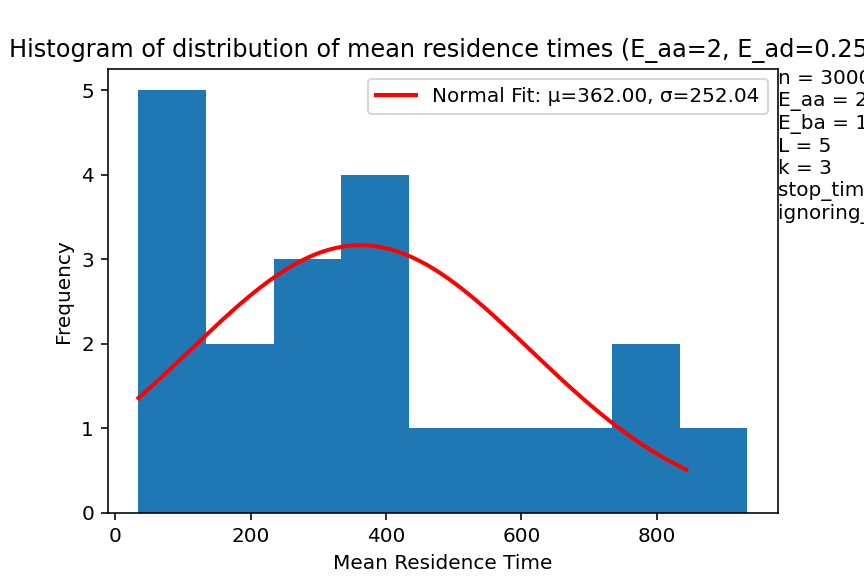 Histogram of distribution of mean residence times (E_aa=2, E_ad=0.25
Normal Fit: μ=362.00, σ=252.04
n = 3000
E_aa = 2
E_ba = 1
L = 5
k = 3
stop_tim
ignoring_
Frequency
5
4
3
2
1
0
0 200 400 600 800
Mean Residence Time